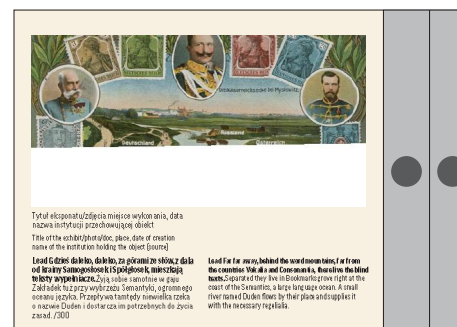 Deutschland
Russland
Österreich
Tytuł eksponatu/zdjęcia miejsce wykonania, data
nazwa instytucji przechowującej obiekt
Title of the exhibit/photo/doc, place, date of creation
name of the institution holding the object (source)
Lead Gdzieś daleko, daleko, za górami ze słów, z dala
od krainy Samogłosek i Spółgłosek, mieszkają
teksty wypełniacze. Żyją sobie samotnie w gaju
Zakładek tuż przy wybrzeżu Semantyki, ogromnego
oceanu języka. Przepływa tamtędy niewielka rzeka
o nazwie Duden i dostarcza im potrzebnych do życia
zasad. /300
Lead Far far away, behind the word mountains, far from
the countries Vokalia and Consonantia, there live the blind
texts. Separated they live in Bookmarks grove right at the
coast of the Semantics, a large language ocean. A small
river named Duden flows by their place and supplies it
with the necessary regelialia.